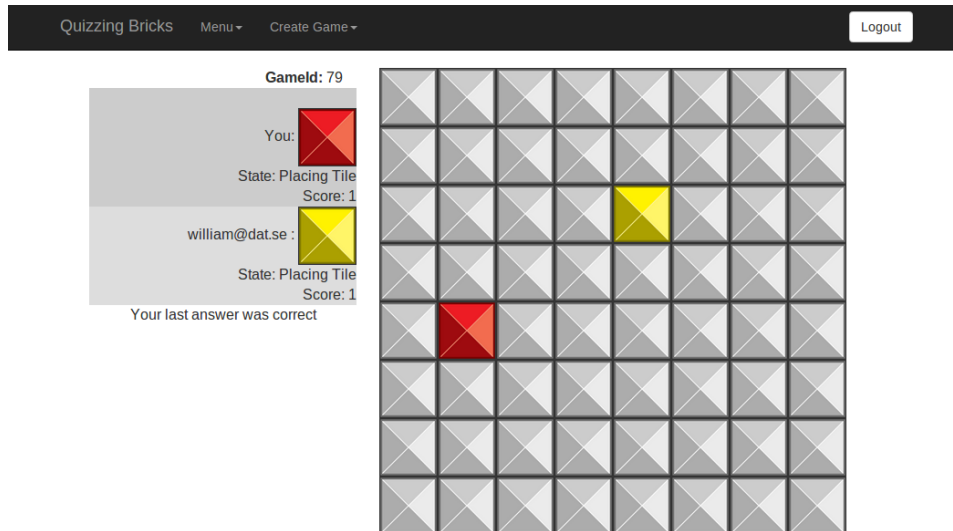 Quizzing Bricks Menu Create Game Logout
GameId: 79
You:
State: Placing Tile
Score: 1
william@dat.se :
State: Placing Tile
Score: 1
Your last answer was correct